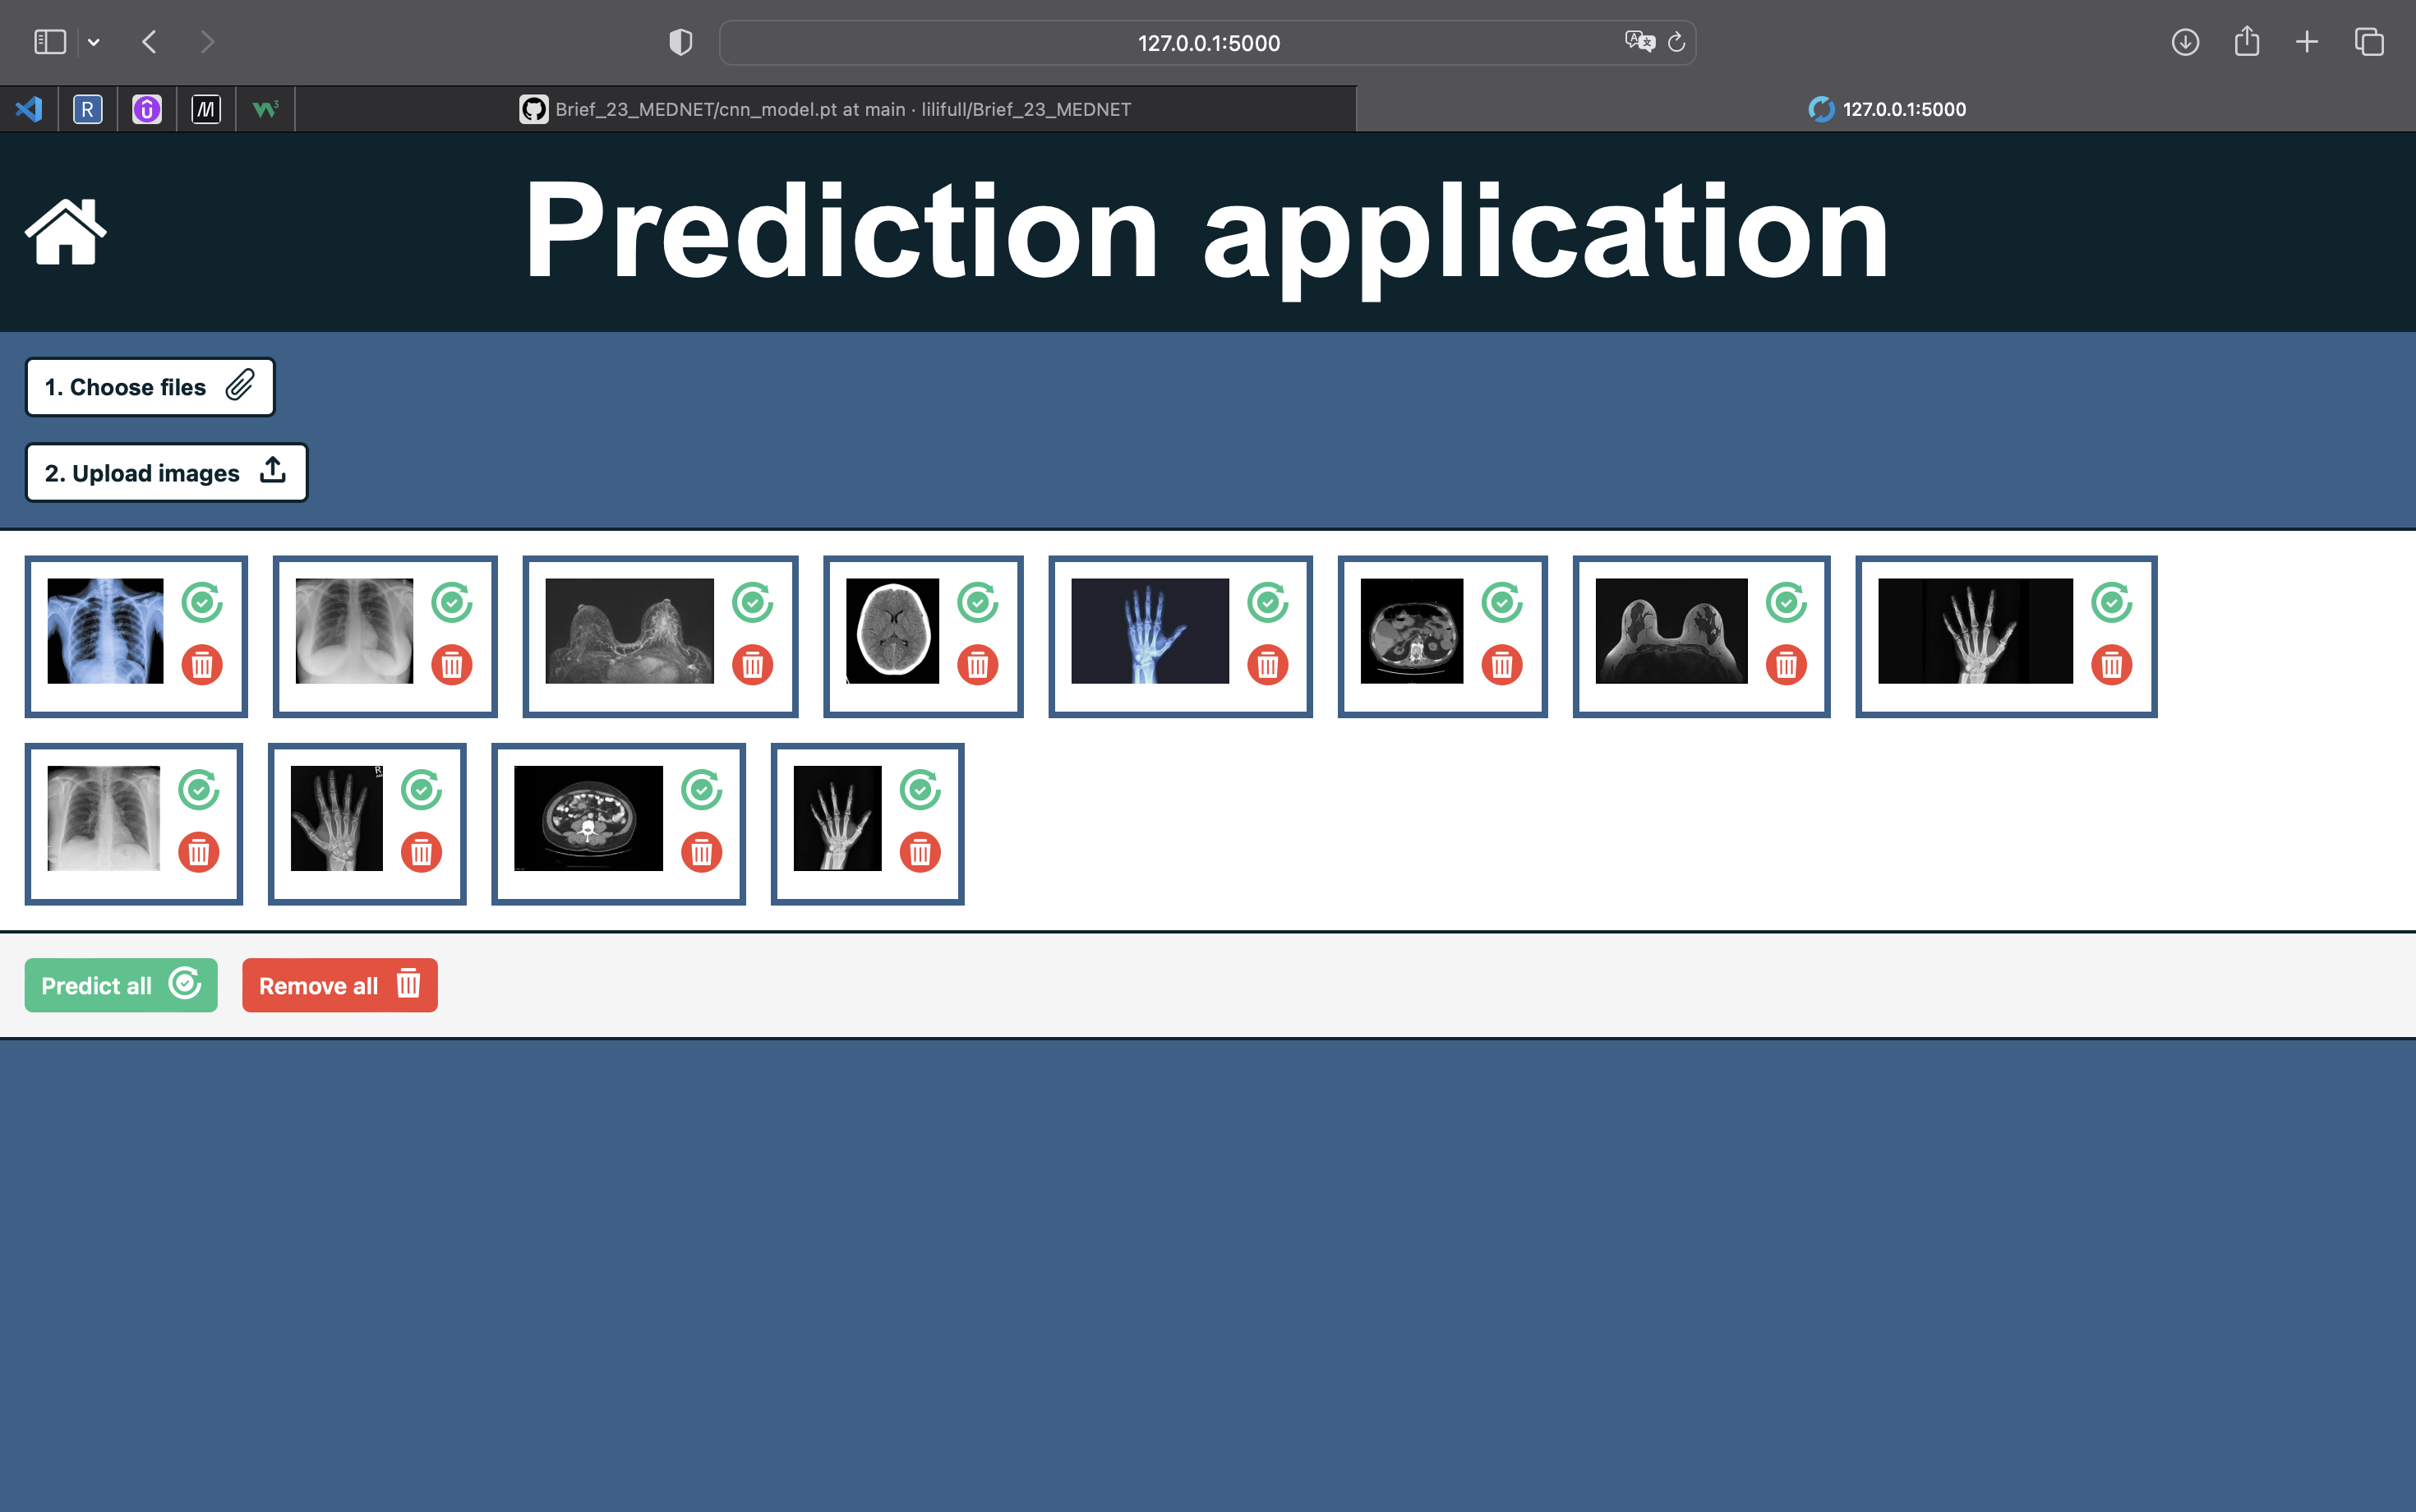 127.0.0.1:5000
Brief_23_MEDNET/cnn_model.pt at main · lilifull/Brief_23_MEDNET
127.0.0.1:5000
Prediction application
1. Choose files
2. Upload images
R
Predict all
Remove all